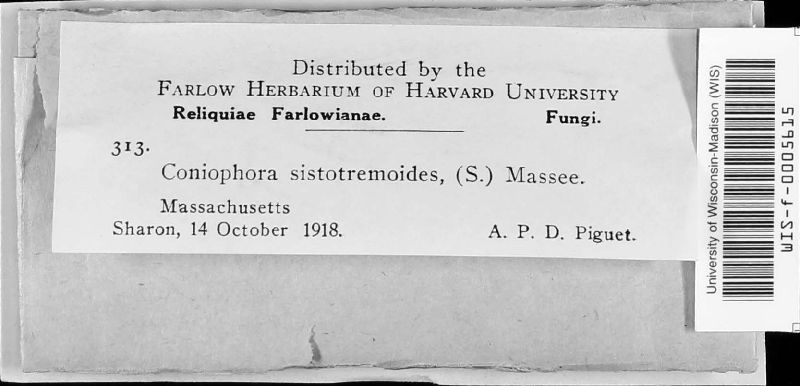 Distributed by the
FARLOW HERBARIUM OF HARVARD UNIVERSITY
Reliquiae Farlowianae. Fungi.
313.
Coniophora sistotremoides, (S.) Massee.
Massachusetts
Sharon, 14 October 1918. A. P. D. Piguet.
University of Wisconsin-Madison (WIS)
WIS-f-0005615